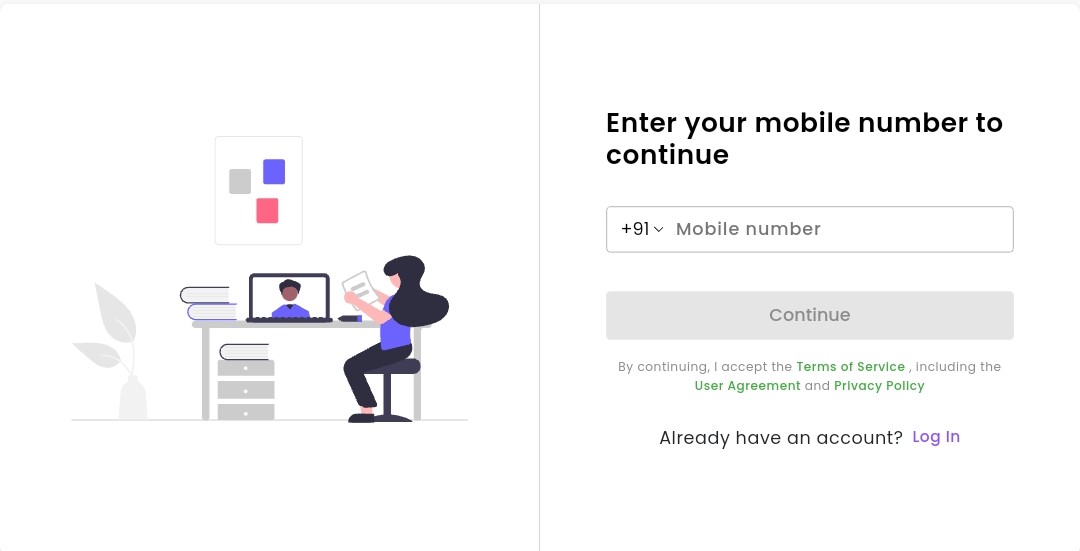 Enter your mobile number to
continue
+91 Mobile number
Continue
By continuing, I accept the Terms of Service , including the
User Agreement and Privacy Policy
Already have an account? Log In